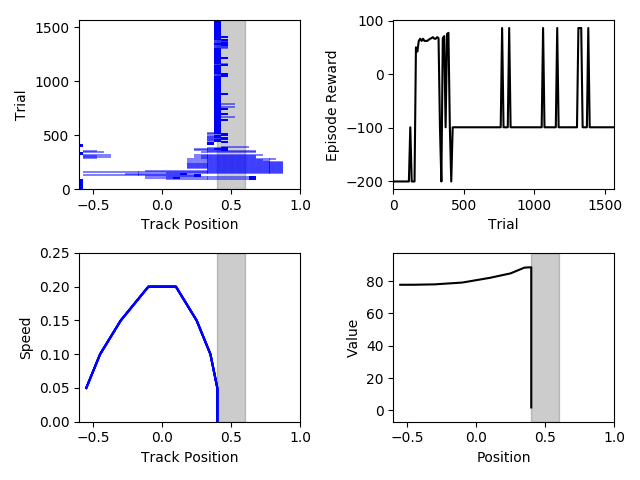 1500
1000
500
0
Trial
−0.5 0.0 0.5 1.0
Track Position
100
0
−100
−200
Episode Reward
0 500 1000 1500
Trial
0.25
0.20
0.15
0.10
0.05
0.00
Speed
−0.5 0.0 0.5 1.0
Track Position
80
60
40
20
0
Value
−0.5 0.0 0.5 1.0
Position